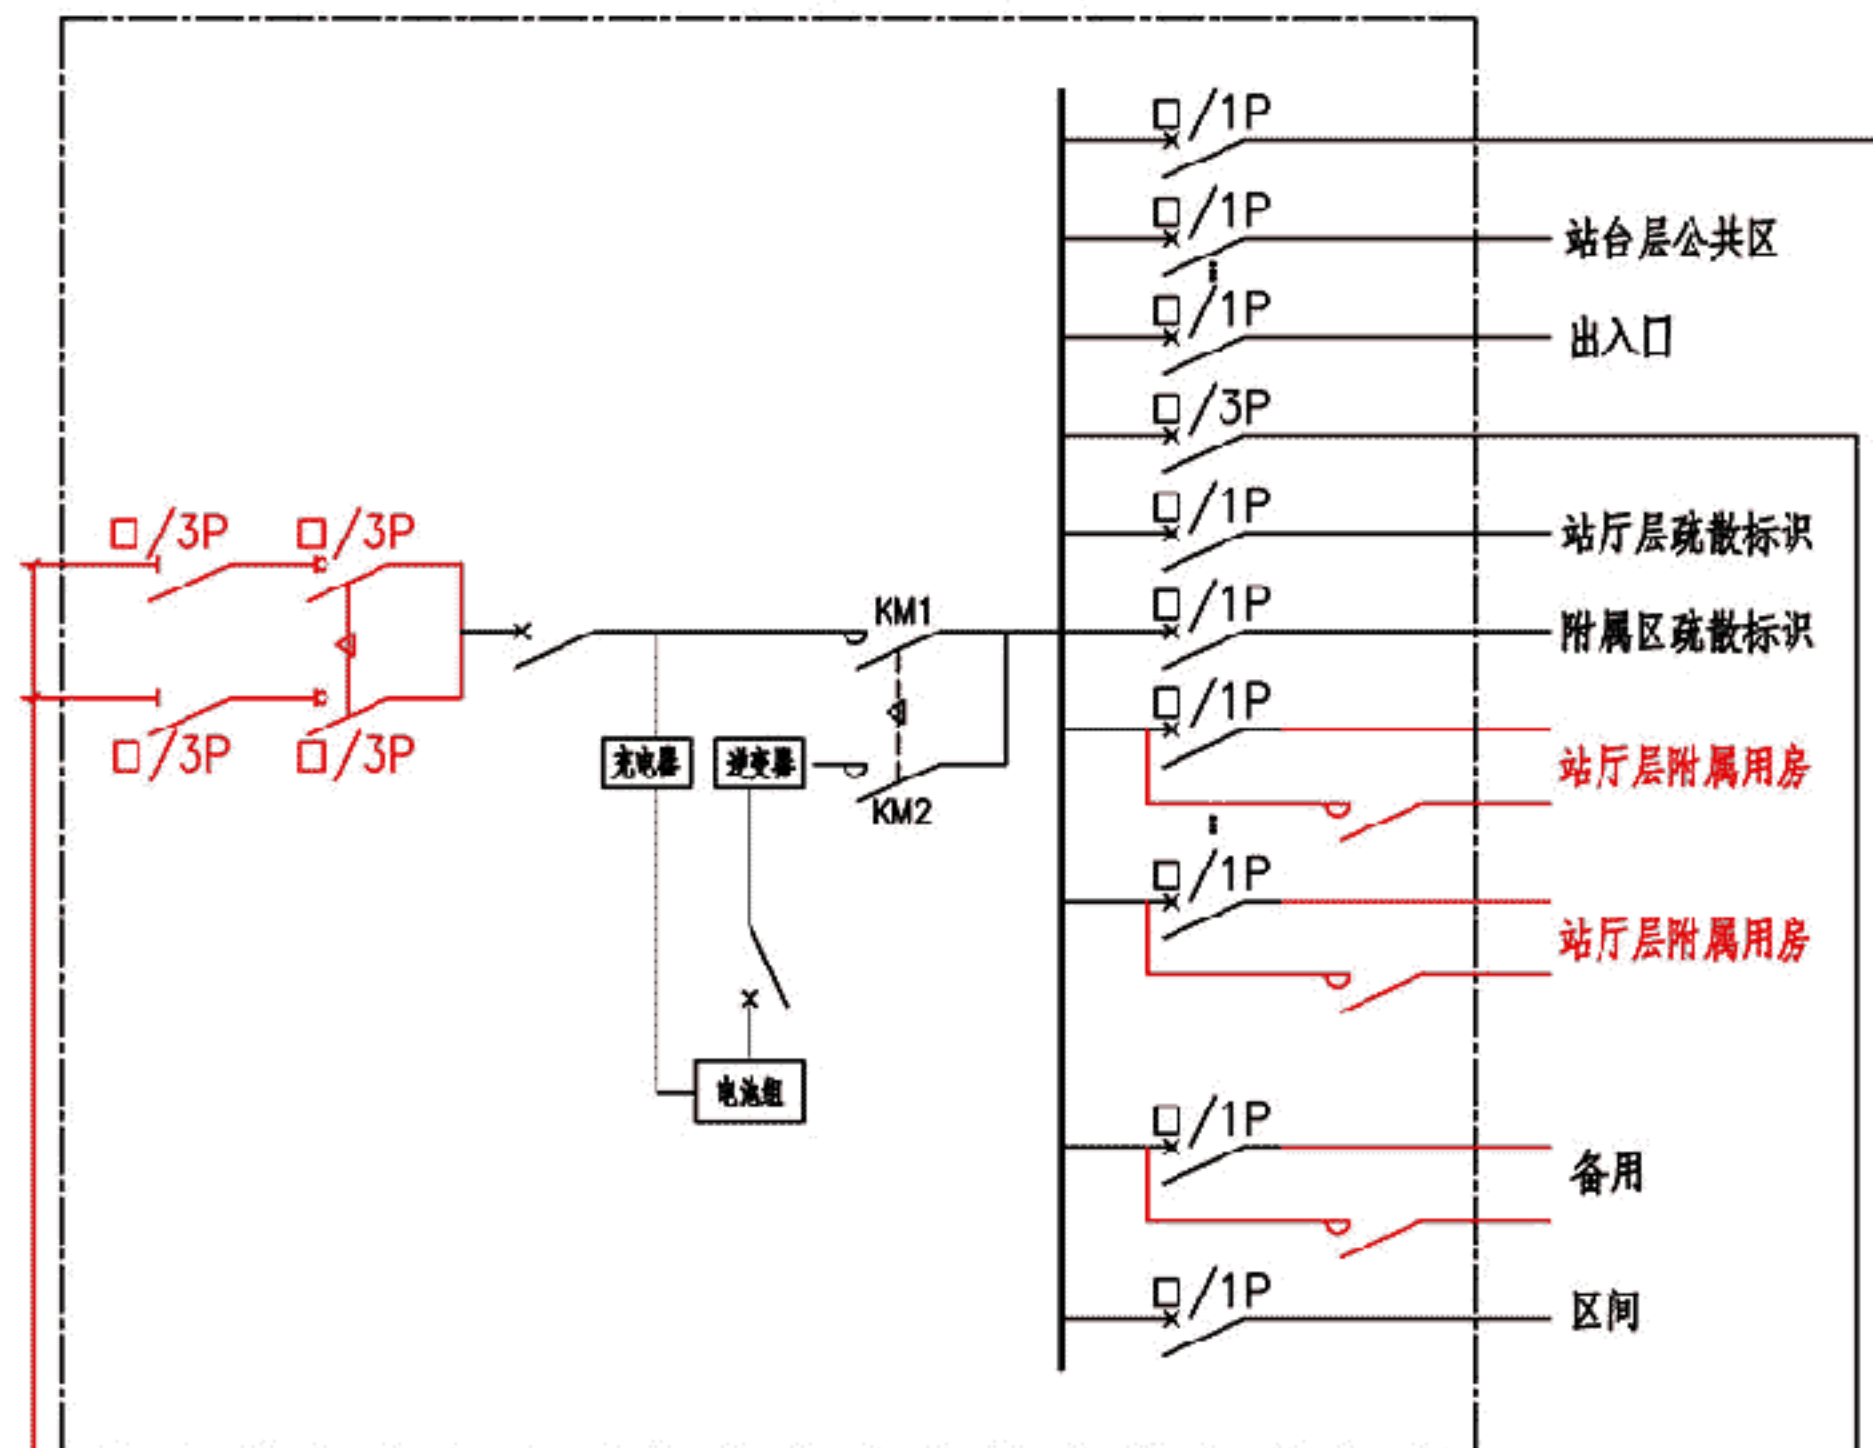 □/1P
□/1P
站台层公共区
□/1P
出入口
□/3P
□/1P
站厅层疏散标识
□/3P
□/3P
□/1P
附属区疏散标识
KM1
□/1P
站厅层附属用房
□/3P
□/3P
充电器
逆变器
KM2
□/1P
站厅层附属用房
电池组
□/1P
备用
□/1P
区间